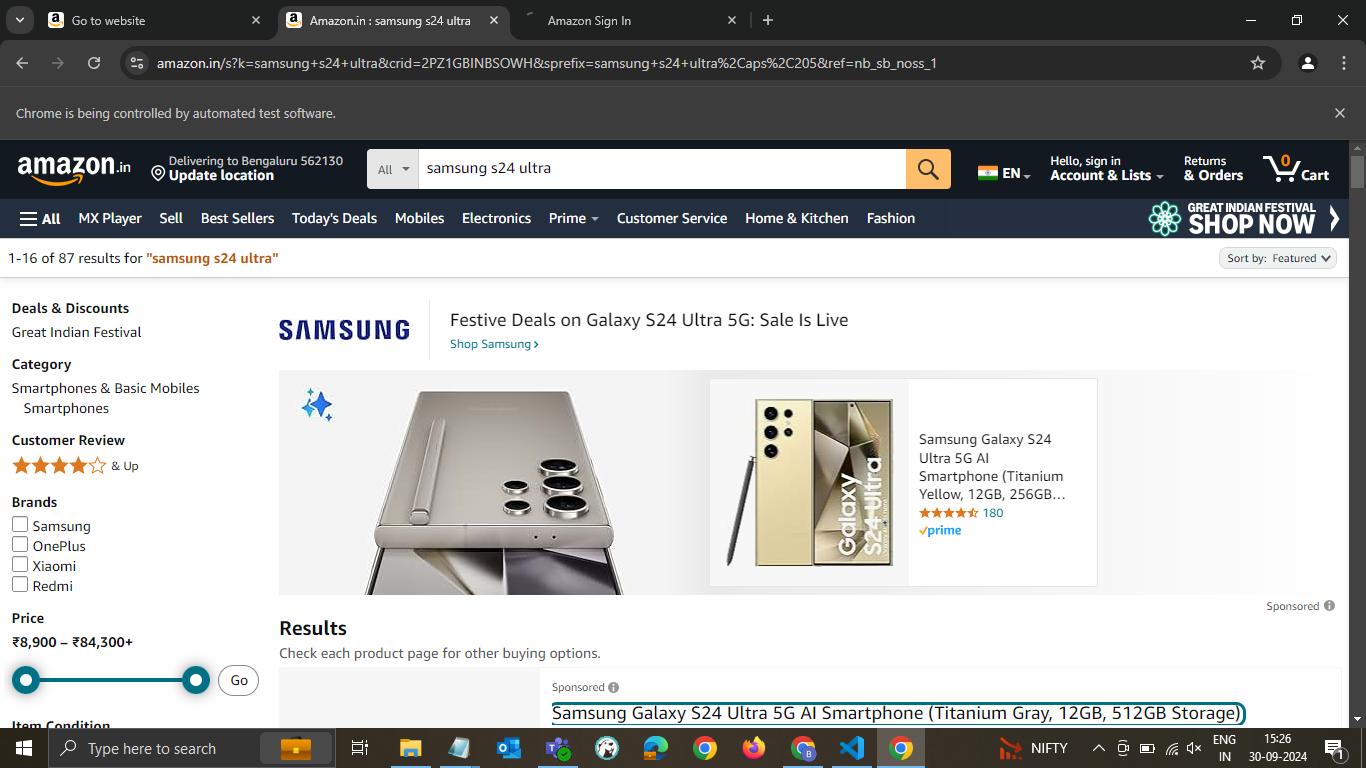 Go to website
Amazon.in : samsung s24 ultra
Amazon Sign In
amazon.in/s?k=samsung+s24+ultra&crid=2PZ1GBINBSOWH&sprefix=samsung+s24+ultra%2Caps%2C205&ref=nb_sb_noss_1
Chrome is being controlled by automated test software.
amazon.in
Delivering to Bengaluru 562130
Update location
All
samsung s24 ultra
EN
Hello, sign in
Account & Lists
Returns
& Orders
0
Cart
All MX Player Sell Best Sellers Today's Deals Mobiles Electronics Prime Customer Service Home & Kitchen Fashion
GREAT INDIAN FESTIVAL
SHOP NOW
1-16 of 87 results for "samsung s24 ultra"
Sort by: Featured
Deals & Discounts
Great Indian Festival
Category
Smartphones & Basic Mobiles
Smartphones
Customer Review
& Up
Brands
Samsung
OnePlus
Xiaomi
Redmi
Price
₹8,900 – ₹84,300+
Go
Item Condition
SAMSUNG
Festive Deals on Galaxy S24 Ultra 5G: Sale Is Live
Shop Samsung ›
Galaxy
S24 Ultra
Samsung Galaxy S24
Ultra 5G AI
Smartphone (Titanium
Yellow, 12GB, 256GB...
180
prime
Sponsored
Results
Check each product page for other buying options.
Sponsored
Samsung Galaxy S24 Ultra 5G AI Smartphone (Titanium Gray, 12GB, 512GB Storage)
Type here to search
NIFTY
ENG
IN
15:26
30-09-2024
1